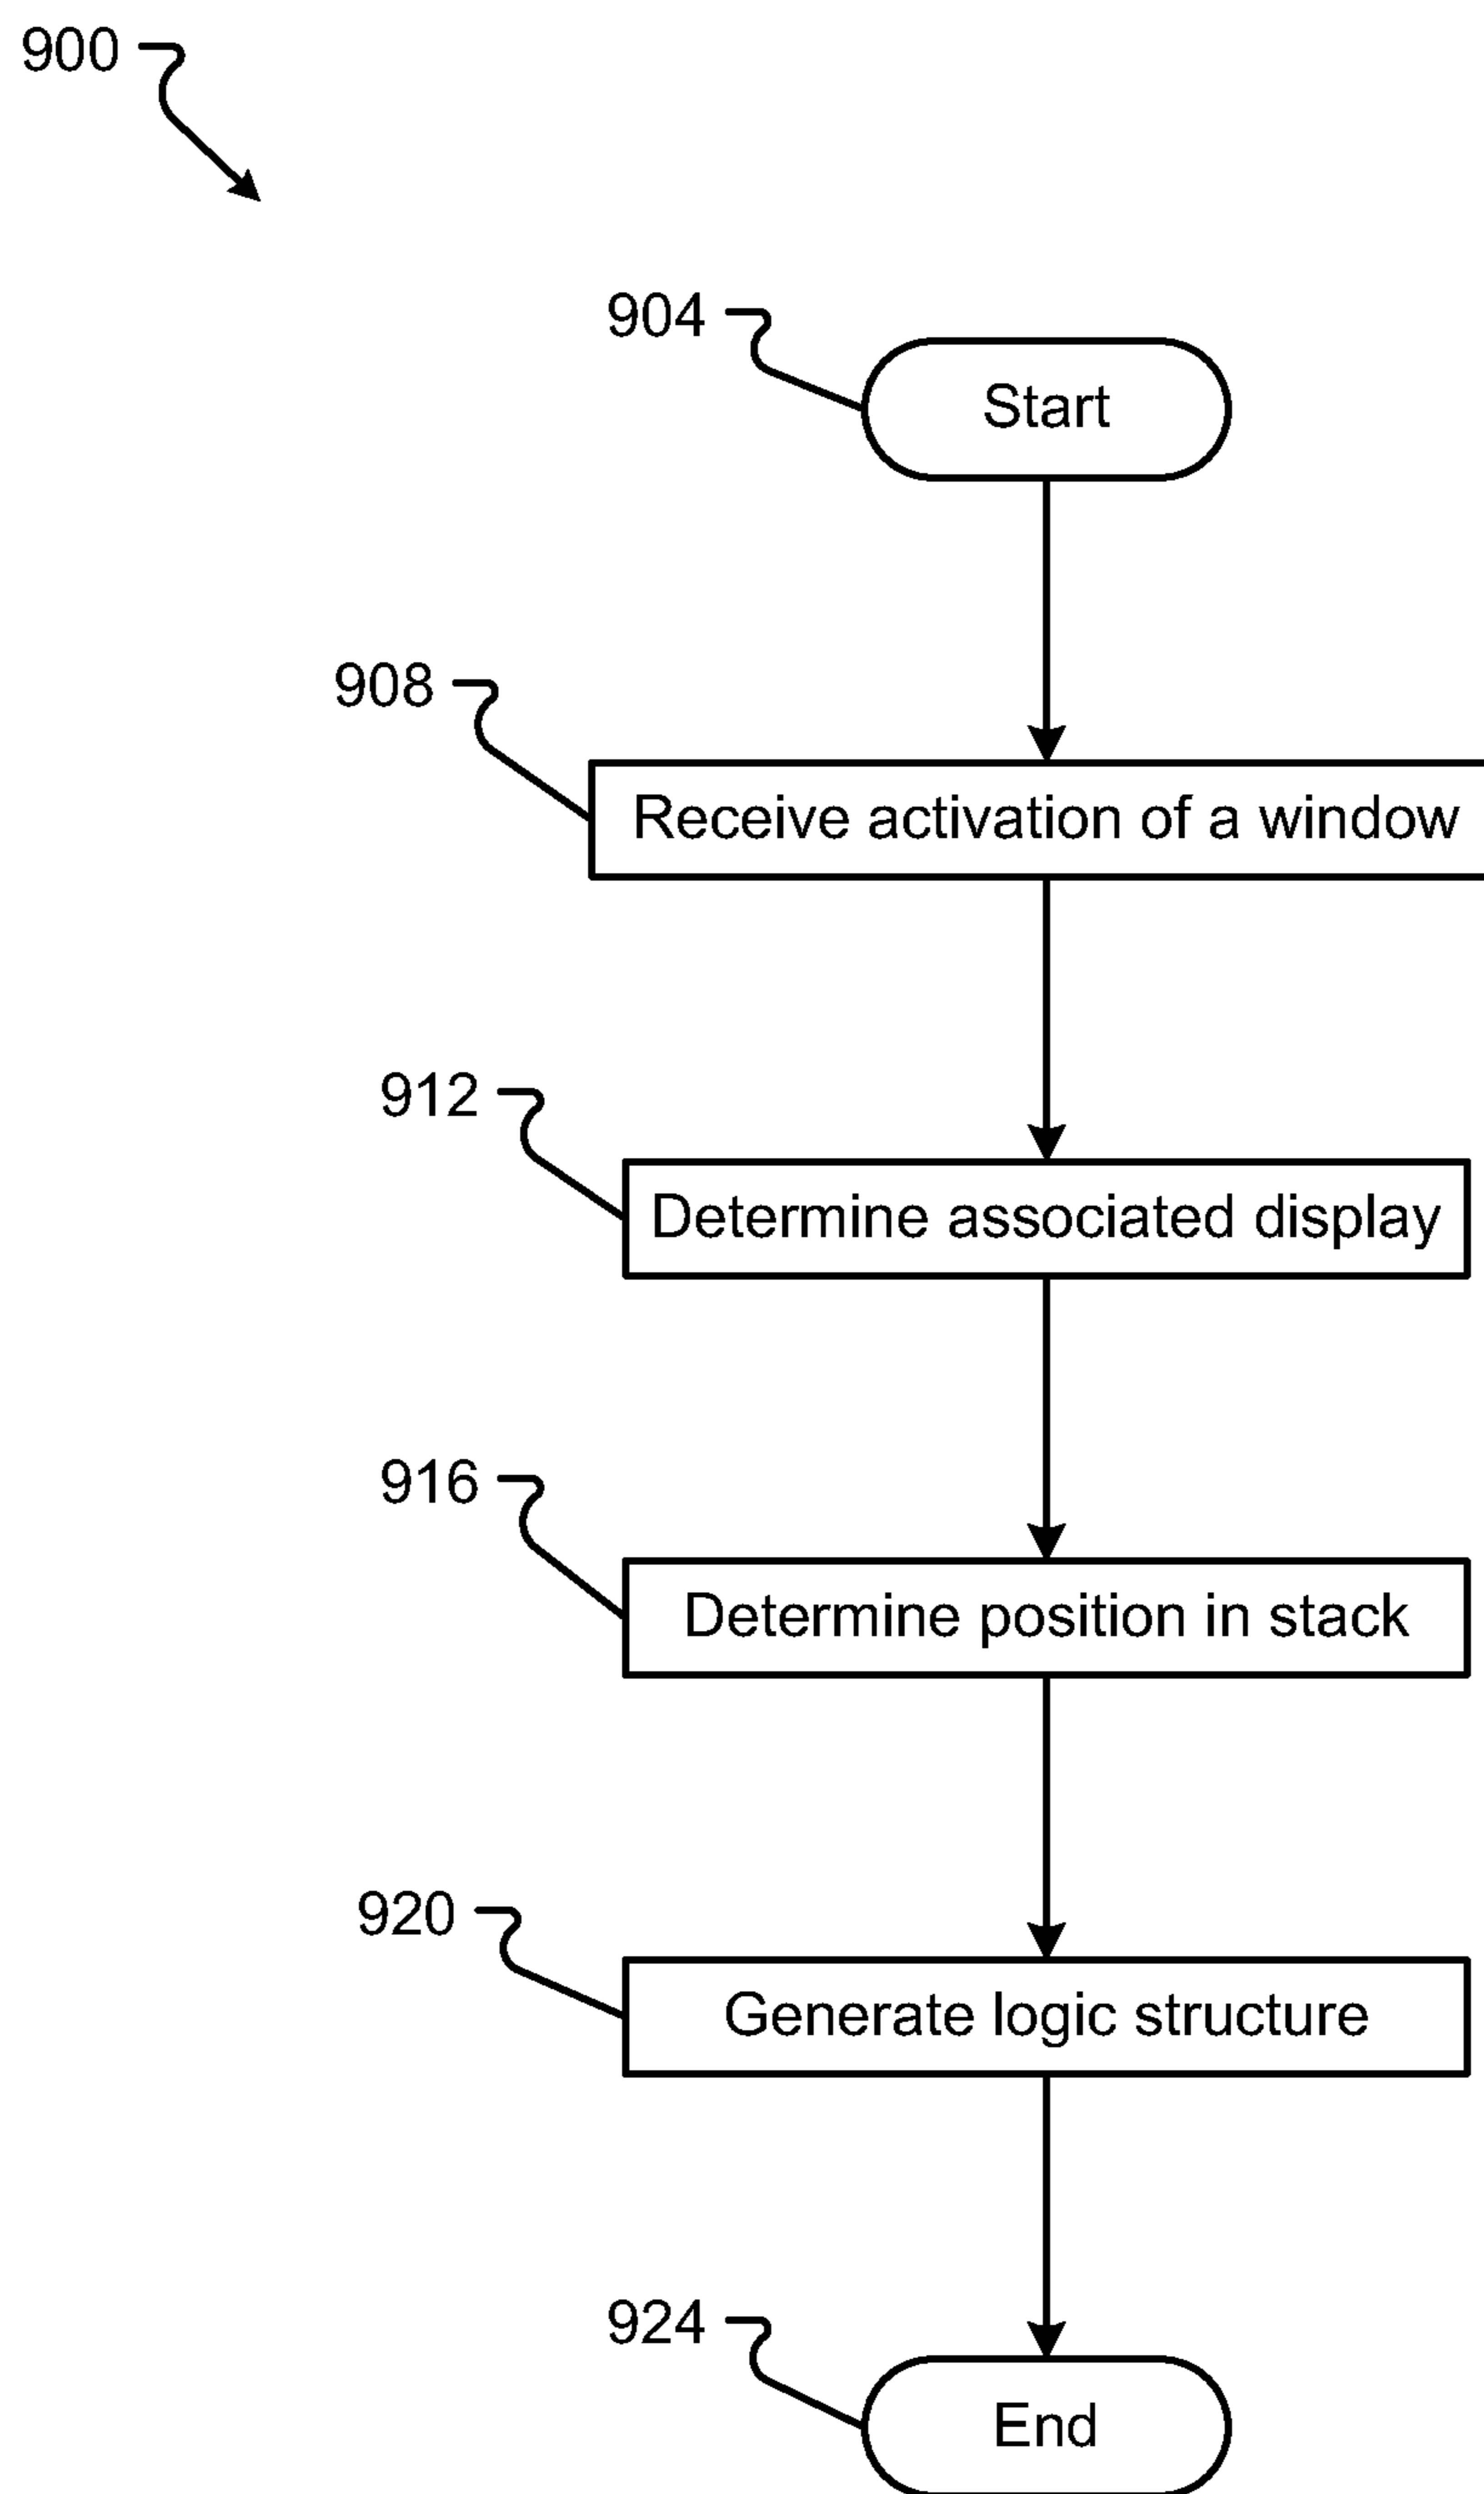 900
904
Start
908
Receive activation of a window
912
Determine associated display
916
Determine position in stack
920
Generate logic structure
924
End